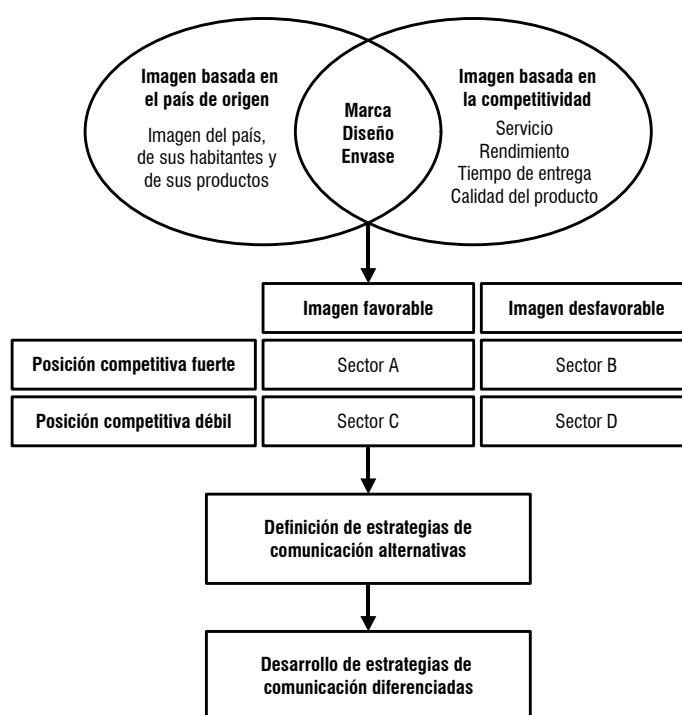 Imagen basada en
el país de origen
Imagen del país,
de sus habitantes y
de sus productos
Marca
Diseño
Envase
Imagen basada en
la competitividad
Servicio
Rendimiento
Tiempo de entrega
Calidad del producto
Imagen favorable
Imagen desfavorable
Posición competitiva fuerte
Sector A
Sector B
Posición competitiva débil
Sector C
Sector D
Definición de estrategias de
comunicación alternativas
Desarrollo de estrategias de
comunicación diferenciadas